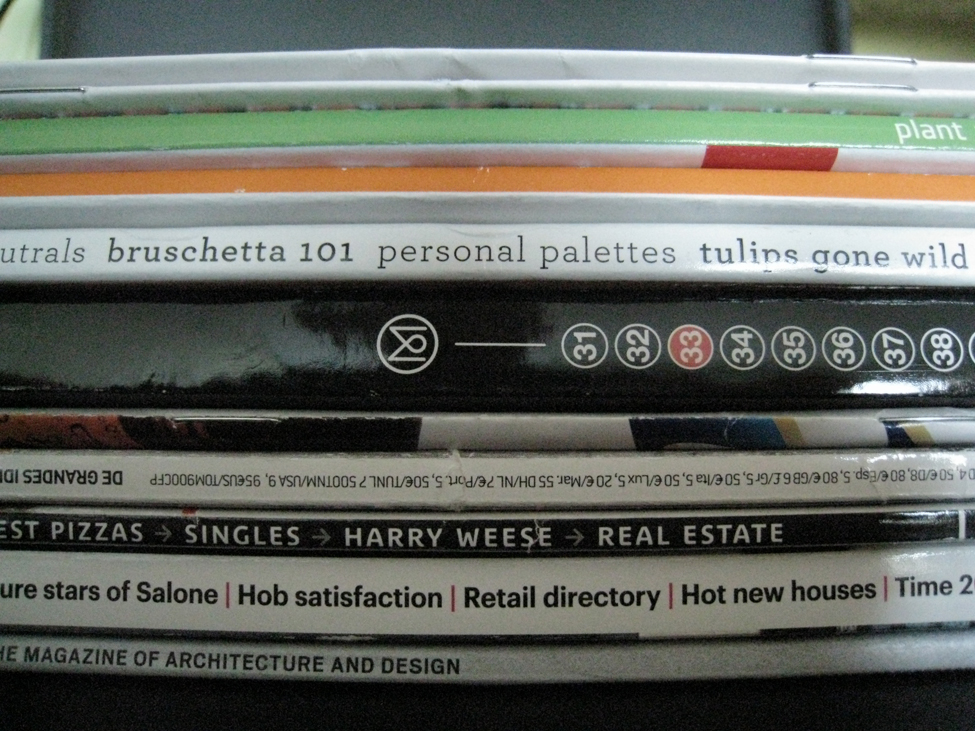 plant
utrals bruschetta 101 personal palettes tulips gone wild
31 32 33 34 35 36 37 38
DE GRANDES IDÉ
EST PIZZAS → SINGLES → HARRY WEESE → REAL ESTATE
ure stars of Salone | Hob satisfaction | Retail directory | Hot new houses | Time 2
HE MAGAZINE OF ARCHITECTURE AND DESIGN